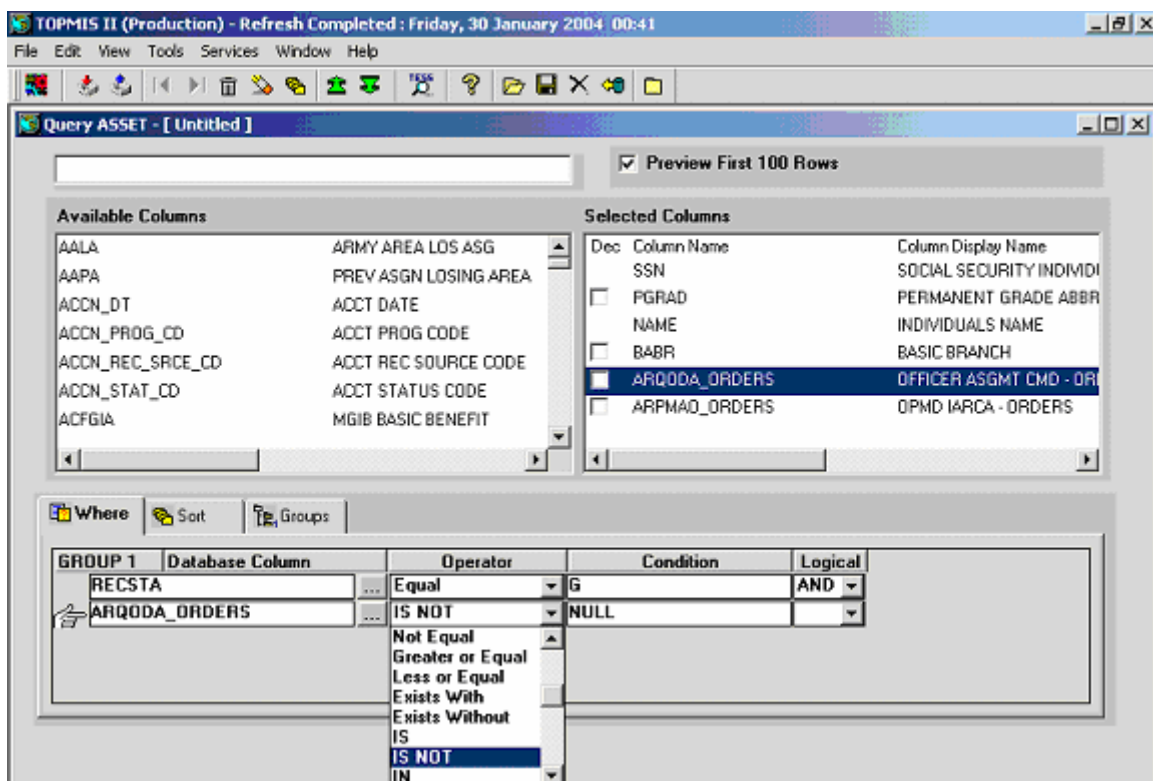 TOPMIS II (Production) - Refresh Completed : Friday, 30 January 2004 00:41
File Edit View Tools Services Window Help
TESS
Query ASSET - [ Untitled ]
Preview First 100 Rows
Available Columns
AALA ARMY AREA LOS ASG
AAPA PREV ASGN LOSING AREA
ACCN_DT ACCT DATE
ACCN_PROG_CD ACCT PROG CODE
ACCN_REC_SRCE_CD ACCT REC SOURCE CODE
ACCN_STAT_CD ACCT STATUS CODE
ACFGIA MGIB BASIC BENEFIT
Selected Columns
Dec Column Name Column Display Name
SSN SOCIAL SECURITY INDIVIDI
PGRAD PERMANENT GRADE ABBR
NAME INDIVIDUALS NAME
BABR BASIC BRANCH
ARQODA_ORDERS OFFICER ASGMT CMD - ORI
ARPMAO_ORDERS OPMD IARCA - ORDERS
Where Sort Groups
GROUP 1 Database Column Operator Condition Logical
RECSTA ... Equal G AND
ARQODA_ORDERS ... IS NOT NULL
Not Equal
Greater or Equal
Less or Equal
Exists With
Exists Without
IS
IS NOT
IN